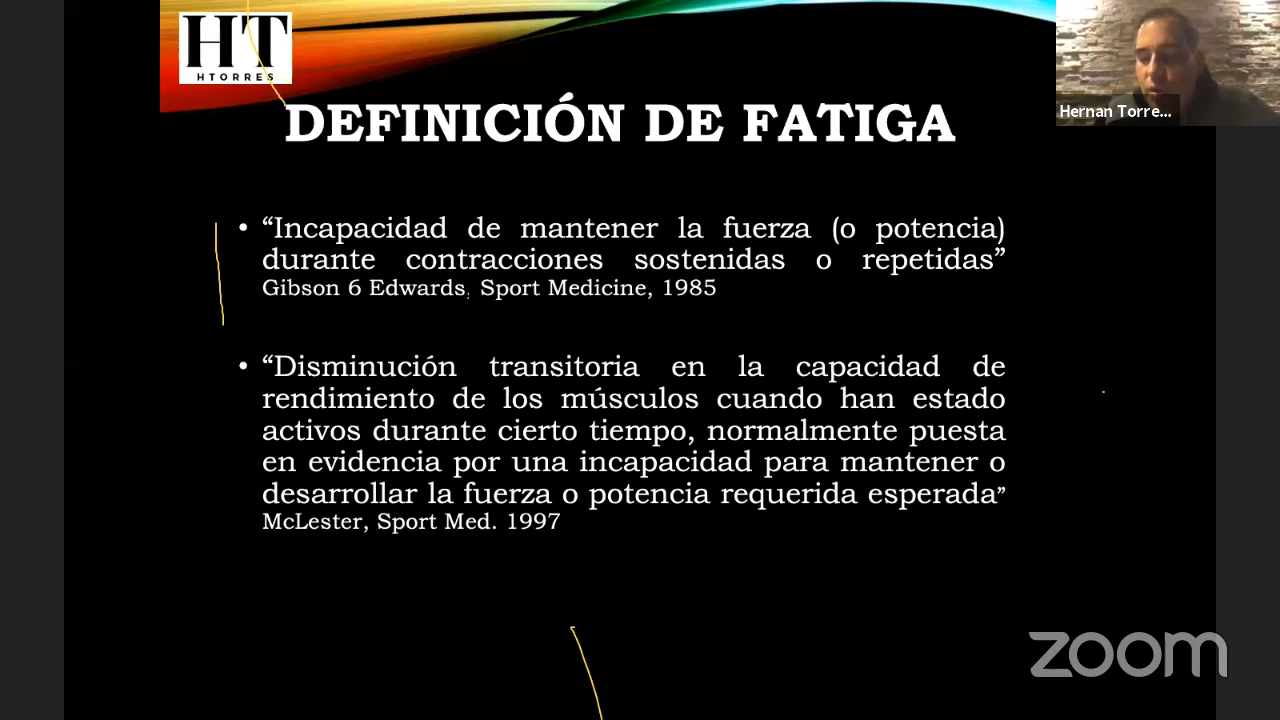 HT
HTORRES
Hernan Torre...
DEFINICIÓN DE FATIGA
• “Incapacidad de mantener la fuerza (o potencia)
durante contracciones sostenidas o repetidas”
Gibson 6 Edwards, Sport Medicine, 1985
• “Disminución transitoria en la capacidad de
rendimiento de los músculos cuando han estado
activos durante cierto tiempo, normalmente puesta
en evidencia por una incapacidad para mantener o
desarrollar la fuerza o potencia requerida esperada”
McLester, Sport Med. 1997
zoom